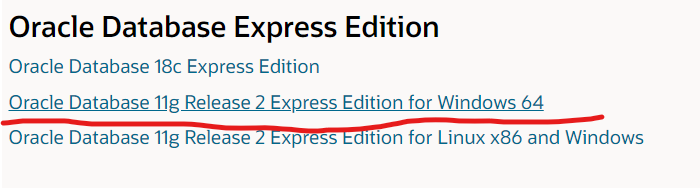 Oracle Database Express Edition
Oracle Database 18c Express Edition
Oracle Database 11g Release 2 Express Edition for Windows 64
Oracle Database 11g Release 2 Express Edition for Linux x86 and Windows